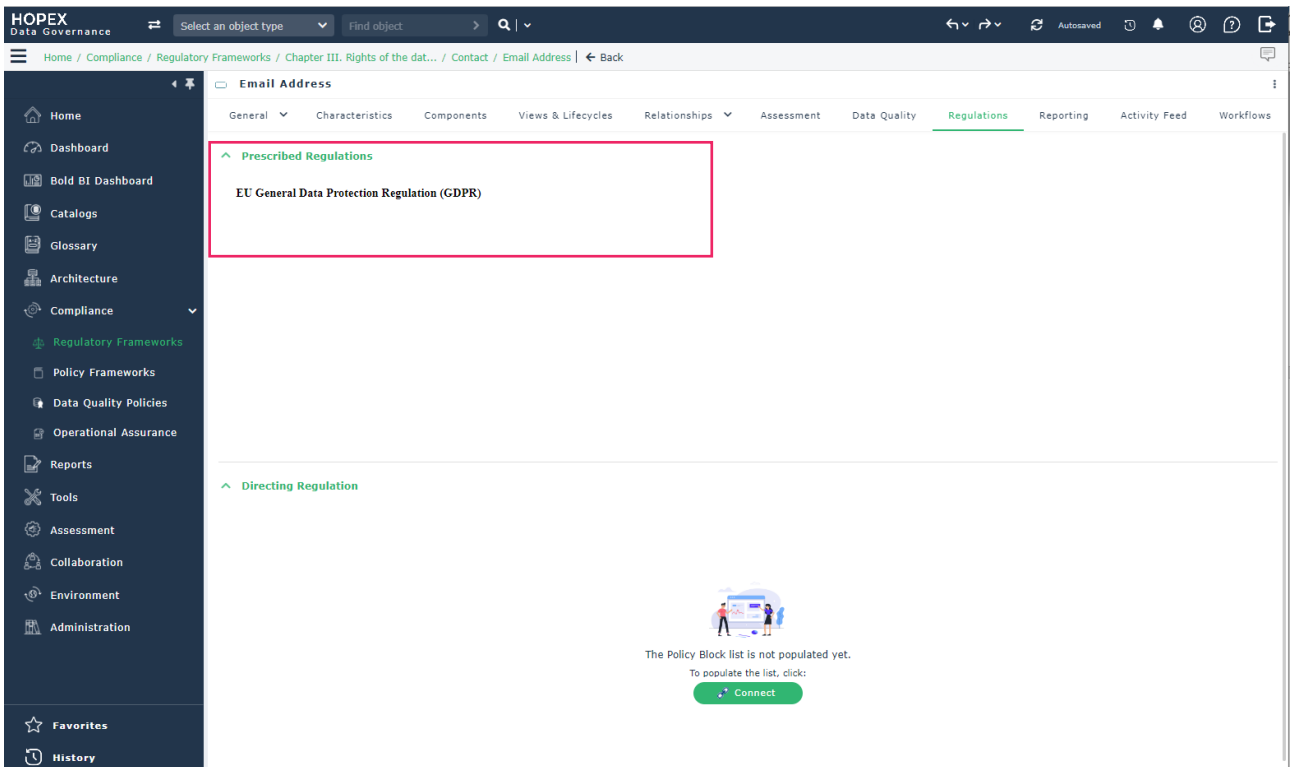 HOPEX
Data Governance
Select an object type
Find object
Autosaved
Home / Compliance / Regulatory Frameworks / Chapter III. Rights of the dat... / Contact / Email Address | ← Back
Email Address
General Characteristics Components Views & Lifecycles Relationships Assessment Data Quality Regulations Reporting Activity Feed Workflows
Home
Dashboard
Bold BI Dashboard
Catalogs
Glossary
Architecture
Compliance
Regulatory Frameworks
Policy Frameworks
Data Quality Policies
Operational Assurance
Reports
Tools
Assessment
Collaboration
Environment
Administration
Favorites
History
Prescribed Regulations
EU General Data Protection Regulation (GDPR)
Directing Regulation
The Policy Block list is not populated yet.
To populate the list, click:
Connect